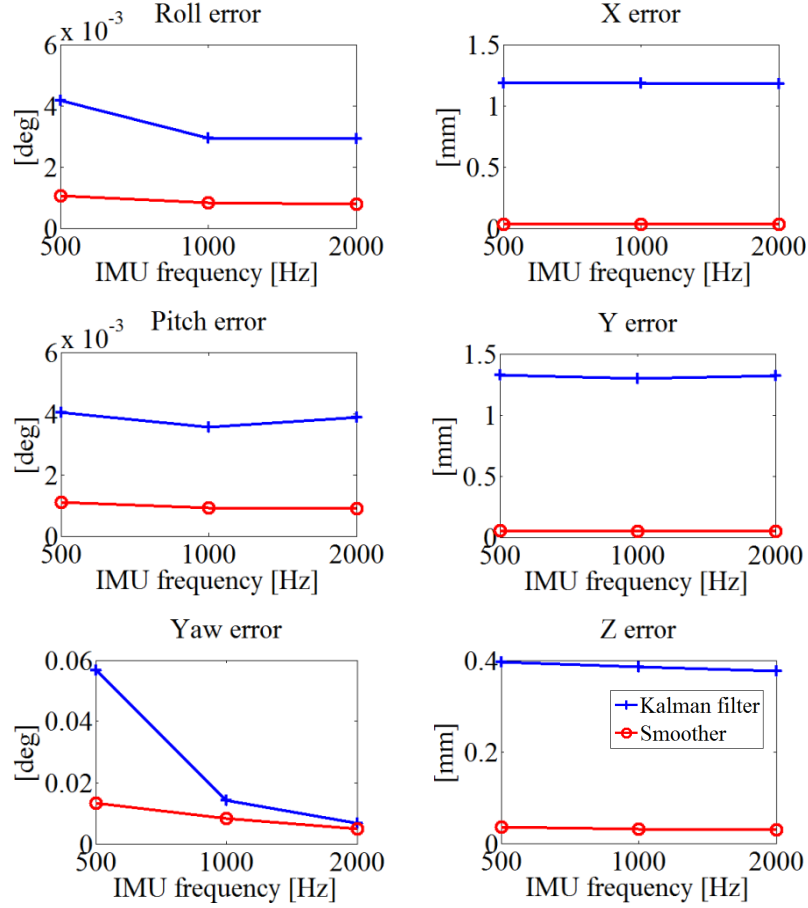 Roll error
x 10-3
6
4
2
0
[deg]
500 1000 2000
IMU frequency [Hz]
X error
1.5
1
0.5
0
[mm]
500 1000 2000
IMU frequency [Hz]
Pitch error
x 10-3
6
4
2
0
[deg]
500 1000 2000
IMU frequency [Hz]
Y error
1.5
1
0.5
0
[mm]
500 1000 2000
IMU frequency [Hz]
Yaw error
0.06
0.04
0.02
0
[deg]
500 1000 2000
IMU frequency [Hz]
Z error
0.4
0.2
0
[mm]
Kalman filter
Smoother
500 1000 2000
IMU frequency [Hz]